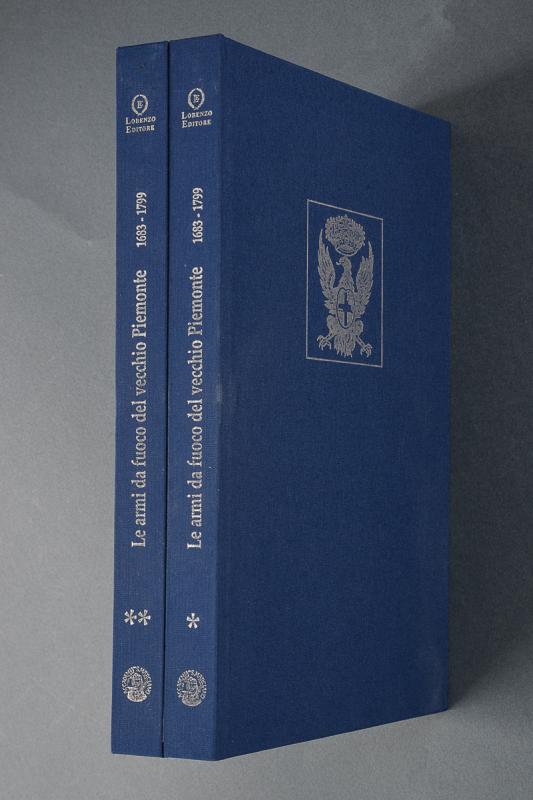 LORENZO
EDITORE
Le armi da fuoco del vecchio Piemonte 1683 - 1799
**
LORENZO
EDITORE
Le armi da fuoco del vecchio Piemonte 1683 - 1799
*